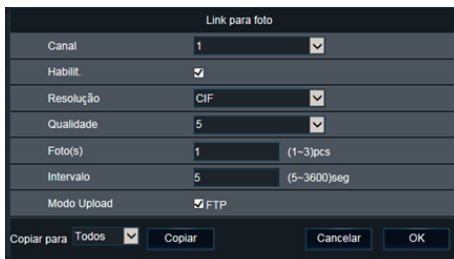 Link para foto
Canal 1
Habilit.
Resolução CIF
Qualidade 5
Foto(s) 1 (1~3)pcs
Intervalo 5 (5~3600)seg
Modo Upload FTP
Copiar para Todos Copiar Cancelar OK